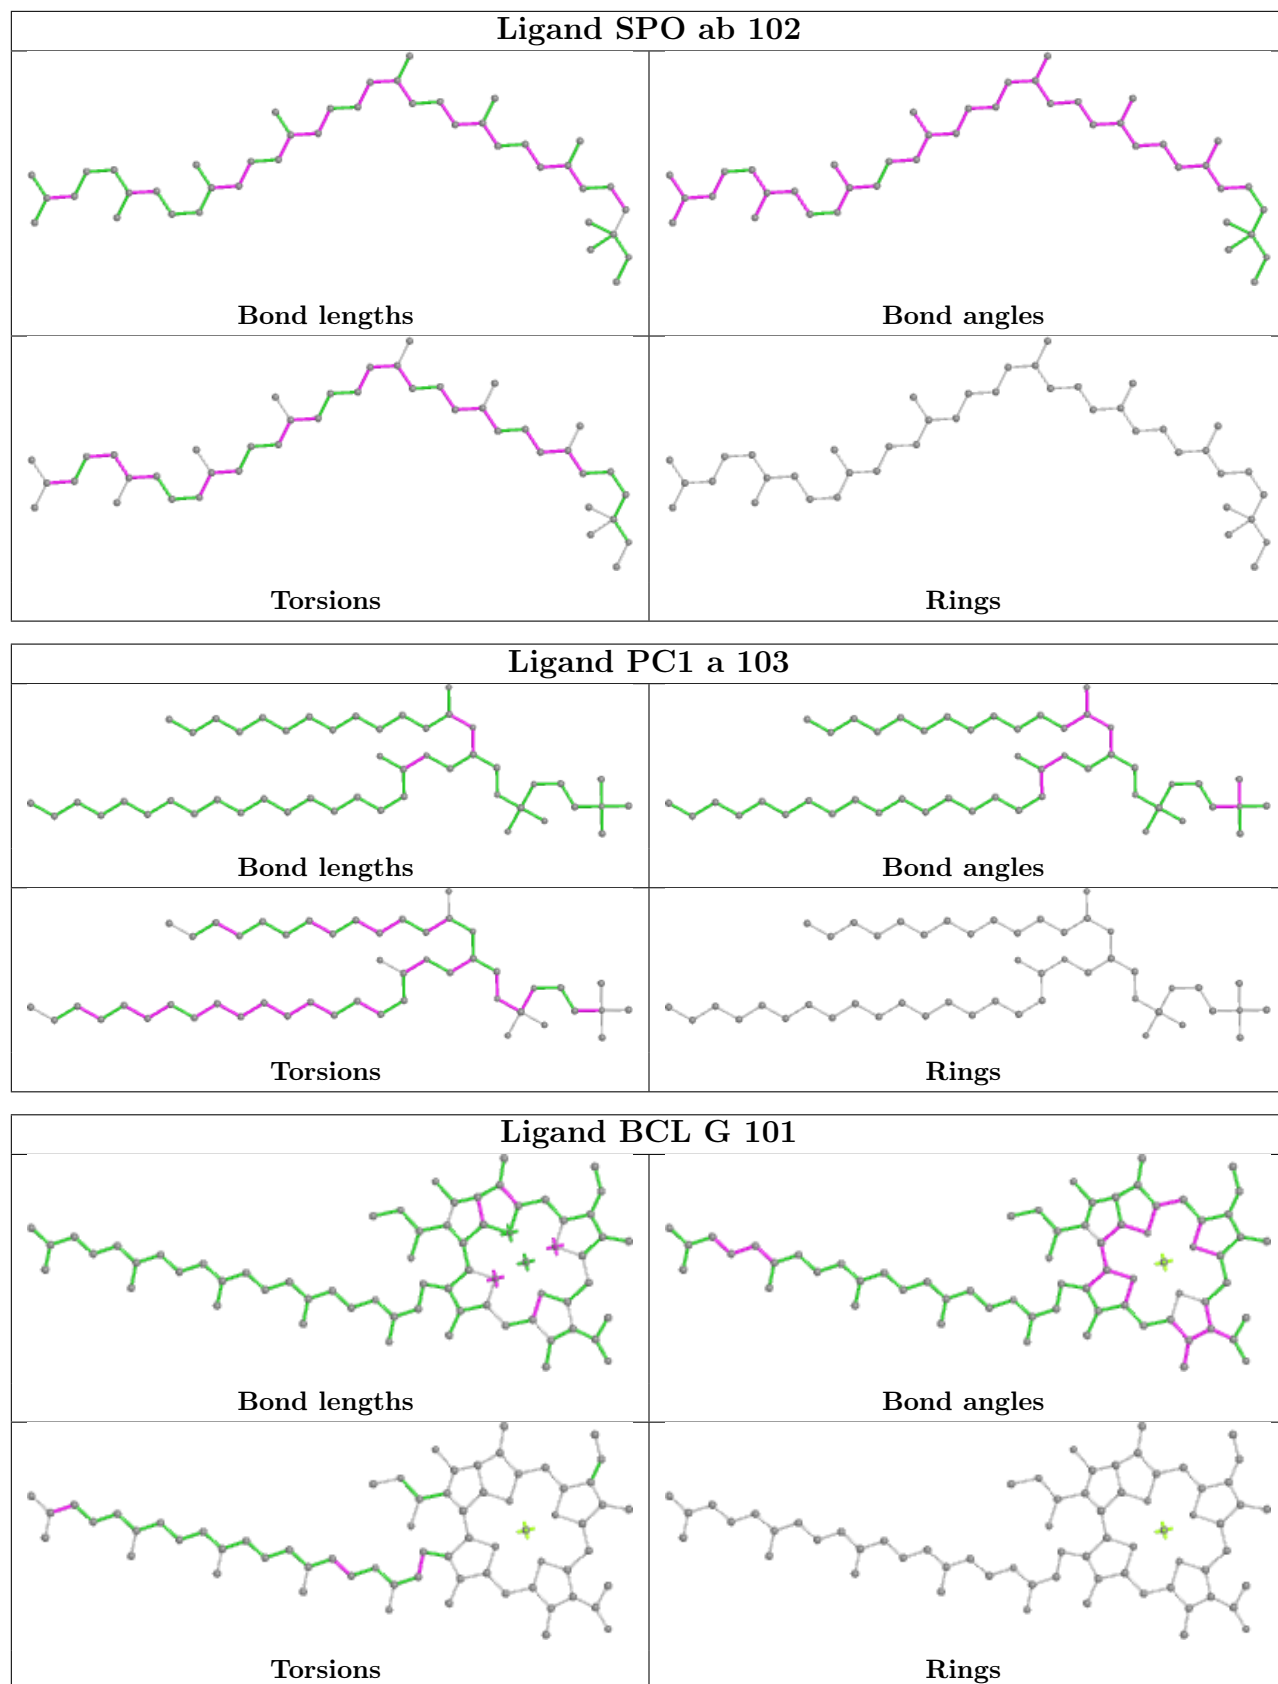 Ligand SPO ab 102
Bond lengths
Bond angles
Torsions
Rings
Ligand PC1 a 103
Bond lengths
Bond angles
Torsions
Rings
Ligand BCL G 101
Bond lengths
Bond angles
Torsions
Rings